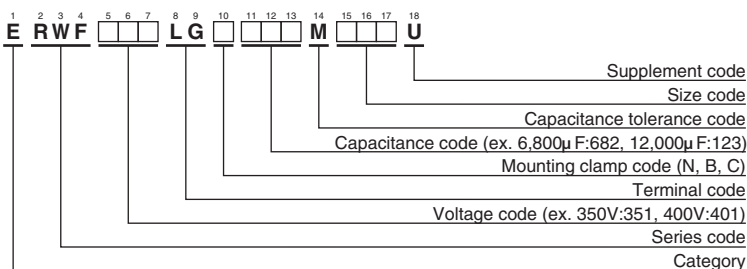 1 2 3 4 5 6 7 8 9 10 11 12 13 14 15 16 17 18
E RWF □□□ LG □ □□□ M □□□ U
Supplement code
Size code
Capacitance tolerance code
Capacitance code (ex. 6,800μF:682, 12,000μF:123)
Mounting clamp code (N, B, C)
Terminal code
Voltage code (ex. 350V:351, 400V:401)
Series code
Category